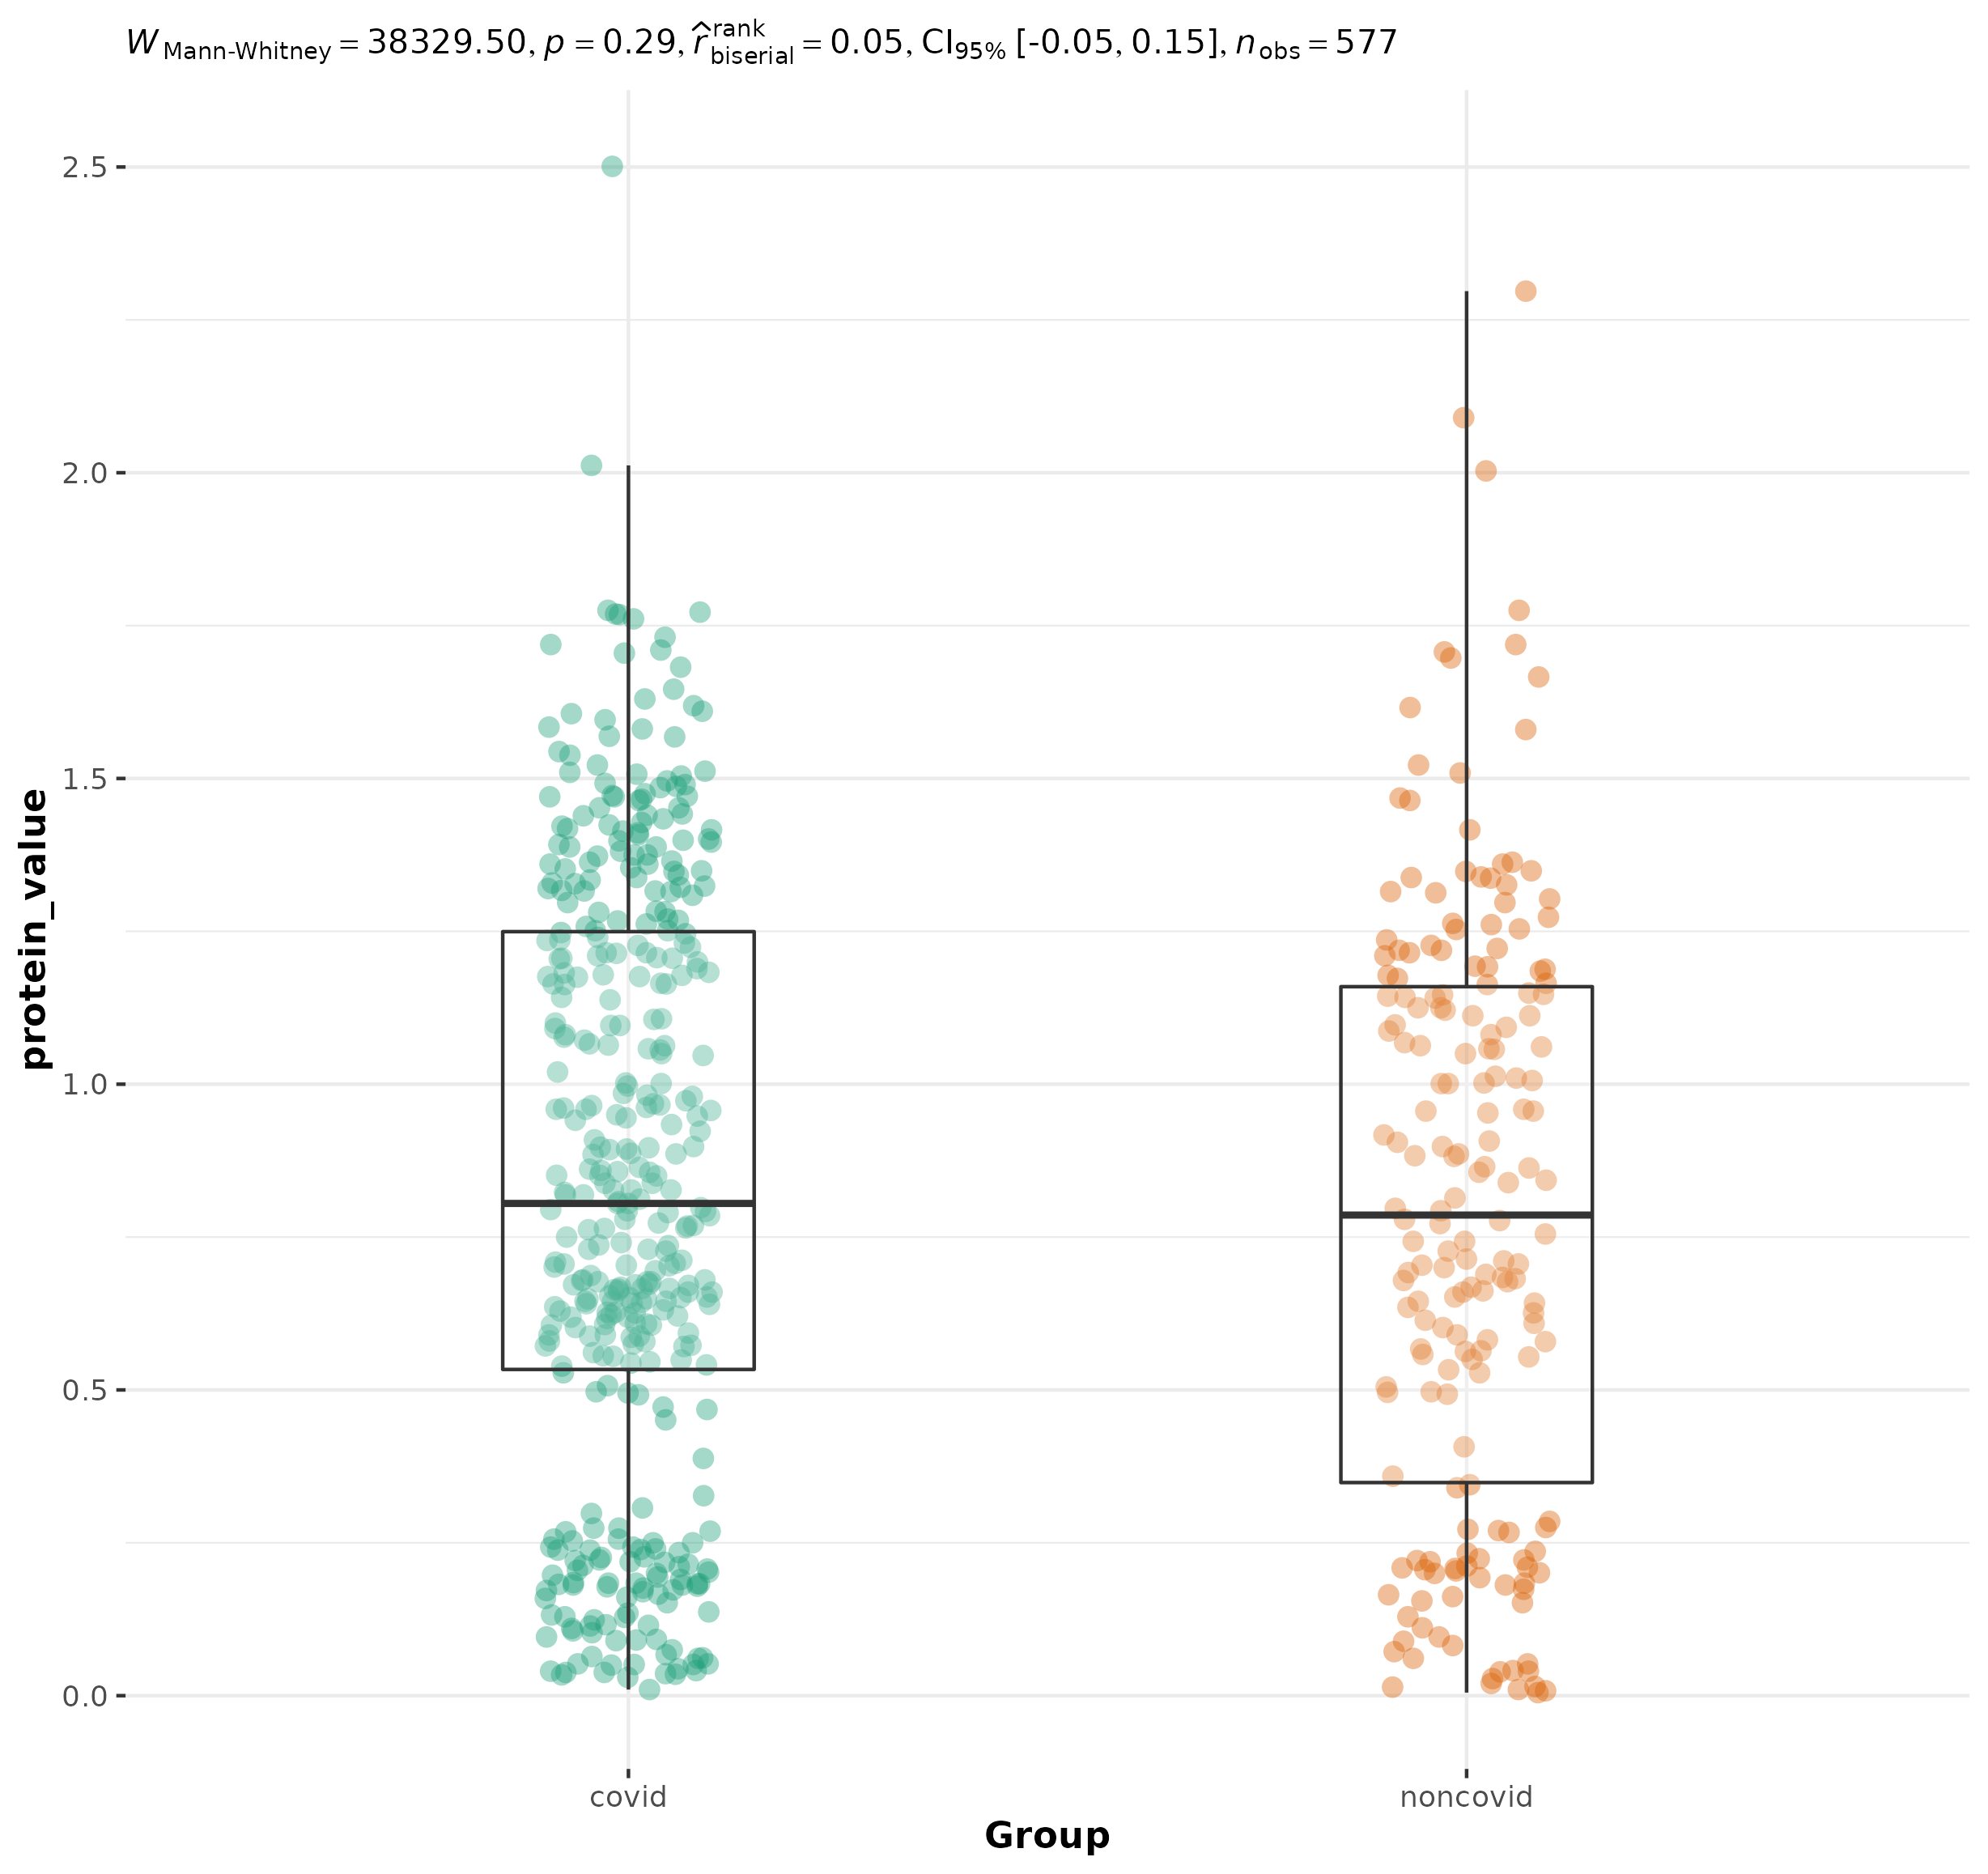 W Mann-Whitney = 38329.50, p = 0.29, r̂ rank biserial = 0.05, CI95% [-0.05, 0.15], n obs = 577
2.5
2.0
1.5
1.0
0.5
0.0
protein_value
covid noncovid
Group